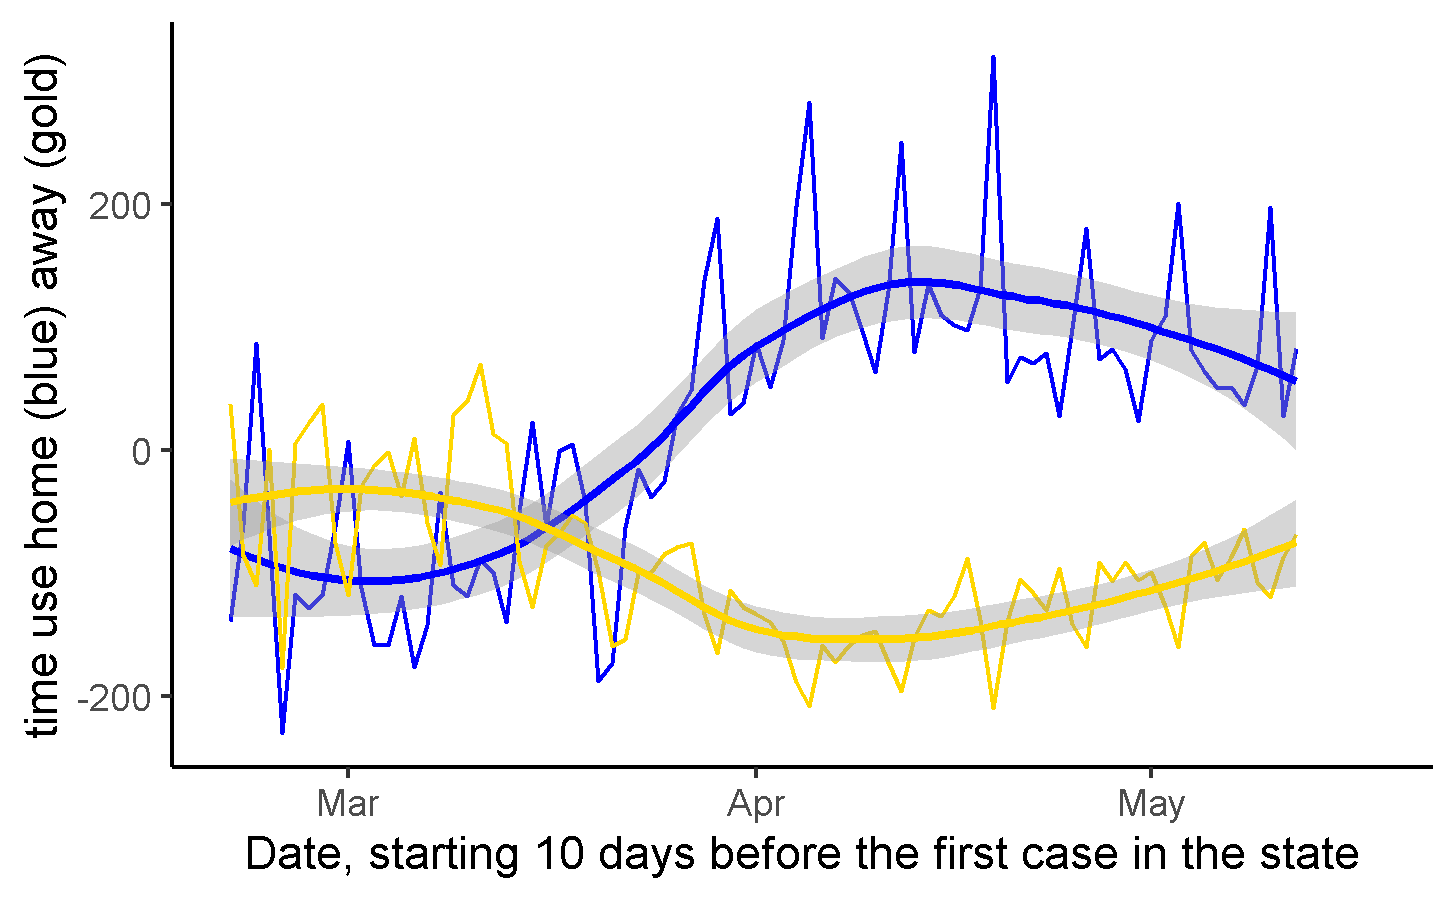 time use home (blue) away (gold)
200
0
-200
Mar
Apr
May
Date, starting 10 days before the first case in the state